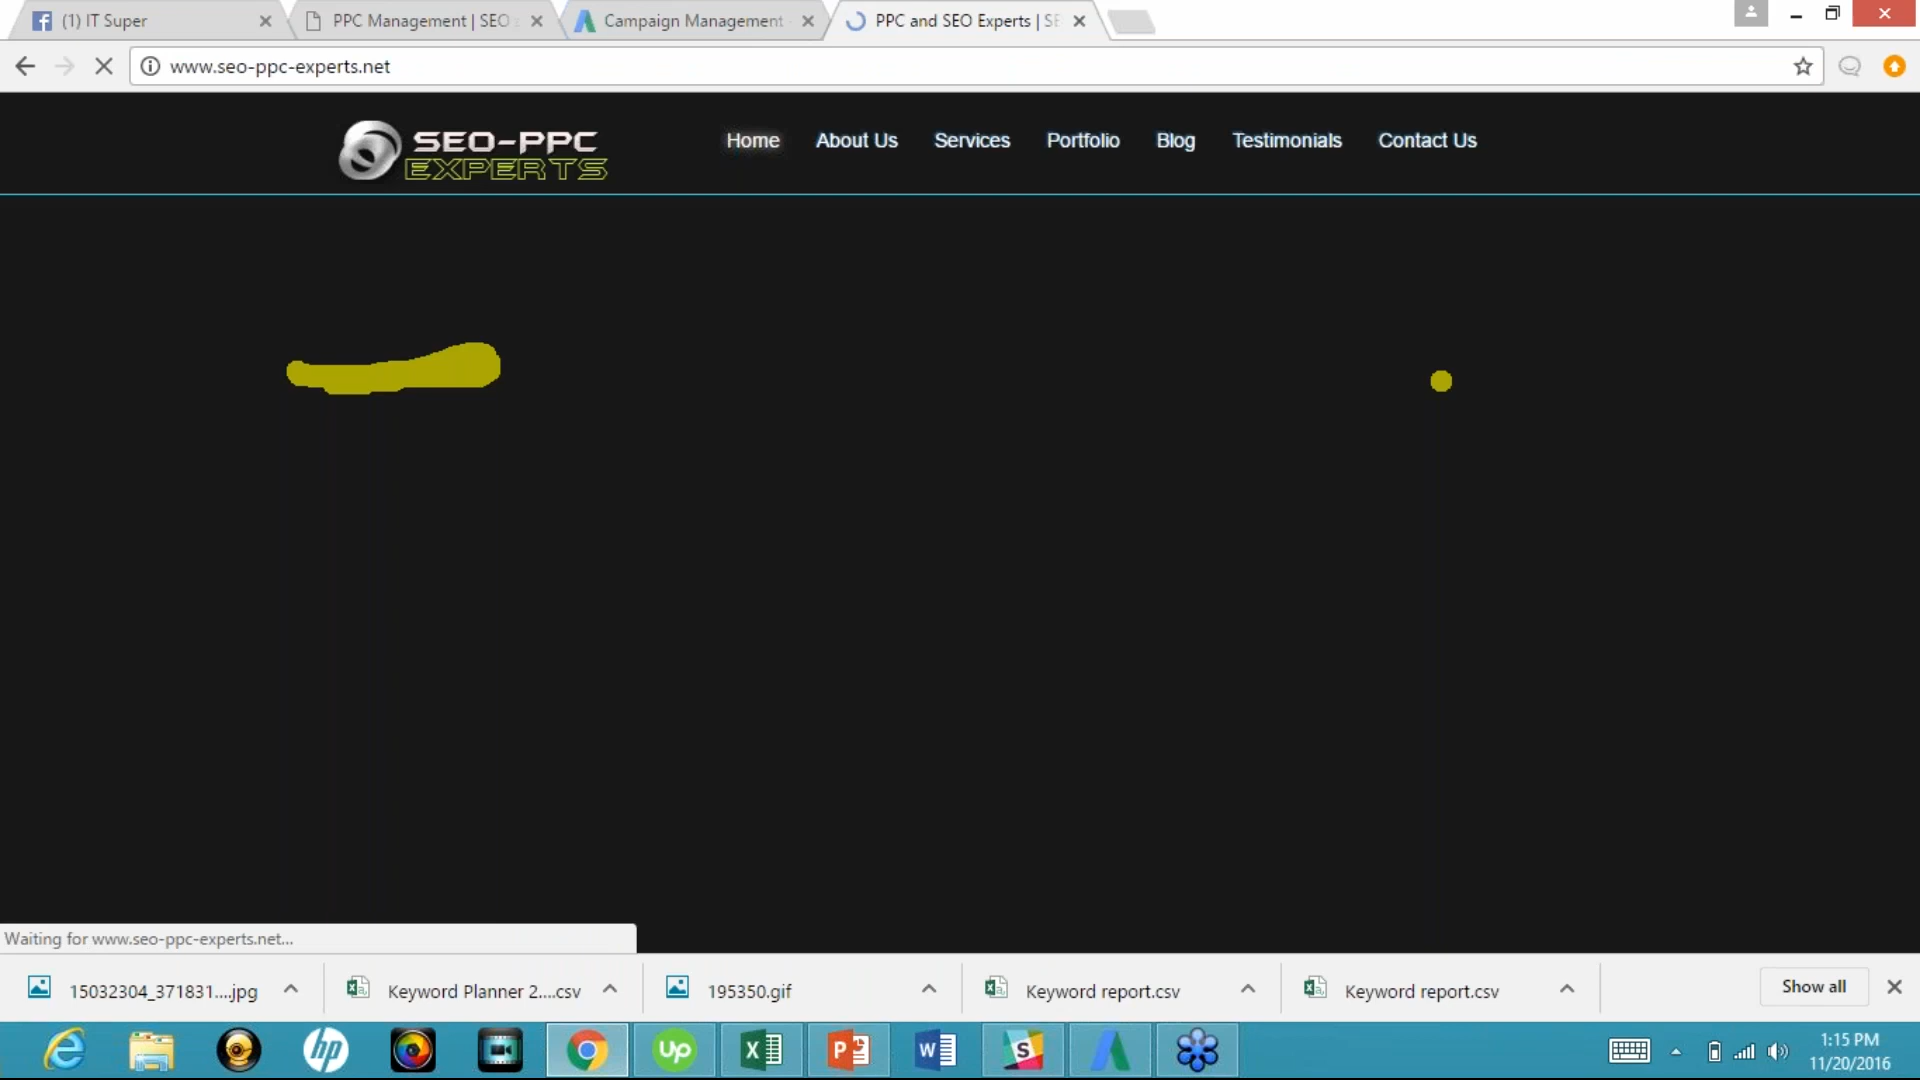 (1) IT Super
PPC Management | SEO
Campaign Management
PPC and SEO Experts | SE
www.seo-ppc-experts.net
SEO-PPC
EXPERTS
Home About Us Services Portfolio Blog Testimonials Contact Us
Waiting for www.seo-ppc-experts.net...
15032304_371831....jpg
Keyword Planner 2....csv
195350.gif
Keyword report.csv
Keyword report.csv
Show all
hp
Up
1:15 PM
11/20/2016